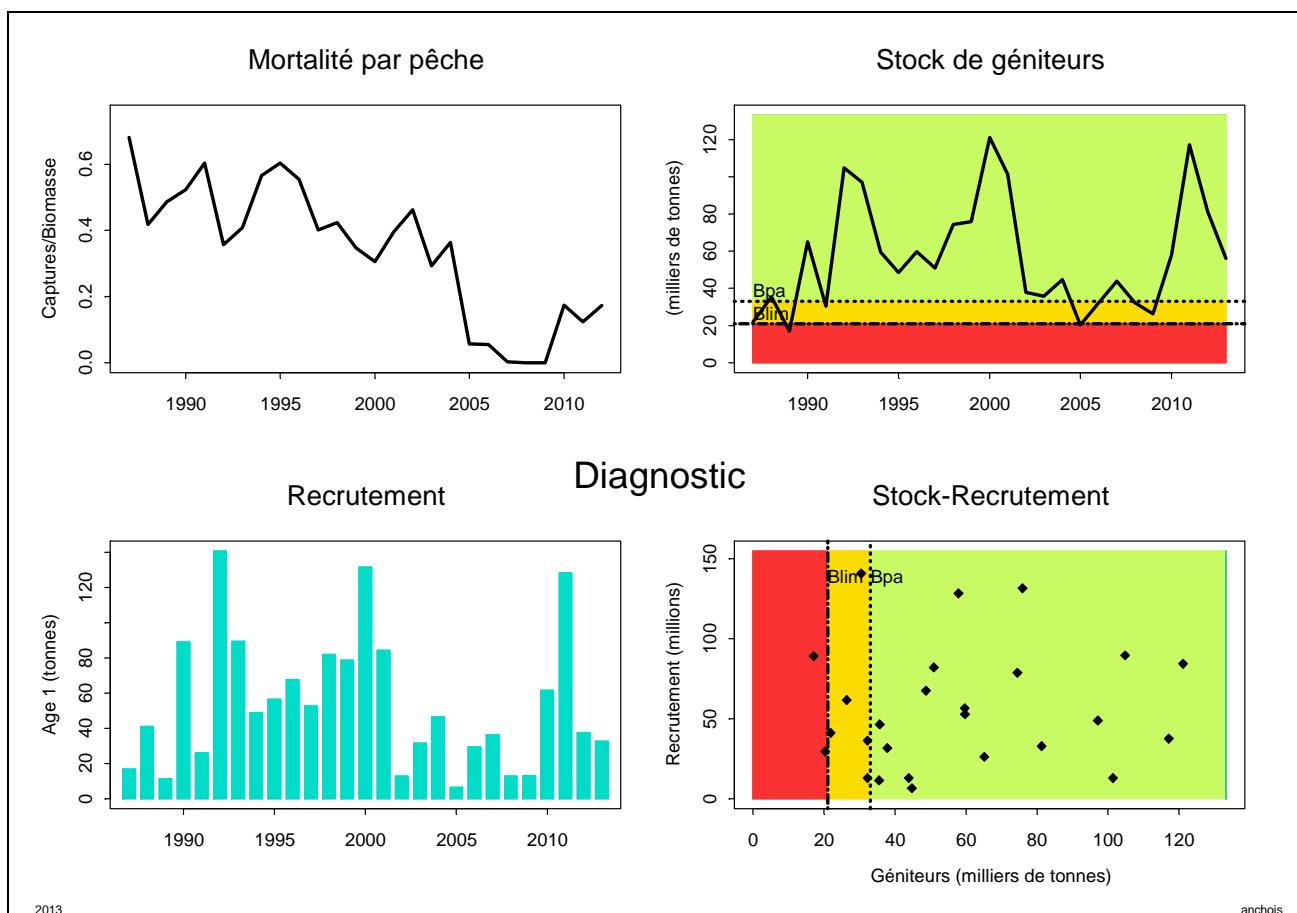 Mortalité par pêche
Captures/Biomasse
0.0 0.2 0.4 0.6
1990 1995 2000 2005 2010
Stock de géniteurs
(milliers de tonnes)
0 20 40 60 80 120
Bpa
Blim
1990 1995 2000 2005 2010
Diagnostic
Recrutement
Age 1 (tonnes)
0 20 40 60 80 120
1990 1995 2000 2005 2010
Stock-Recrutement
Recrutement (millions)
0 50 100 150
Blim Bpa
0 20 40 60 80 100 120
Géniteurs (milliers de tonnes)
2013
anchois